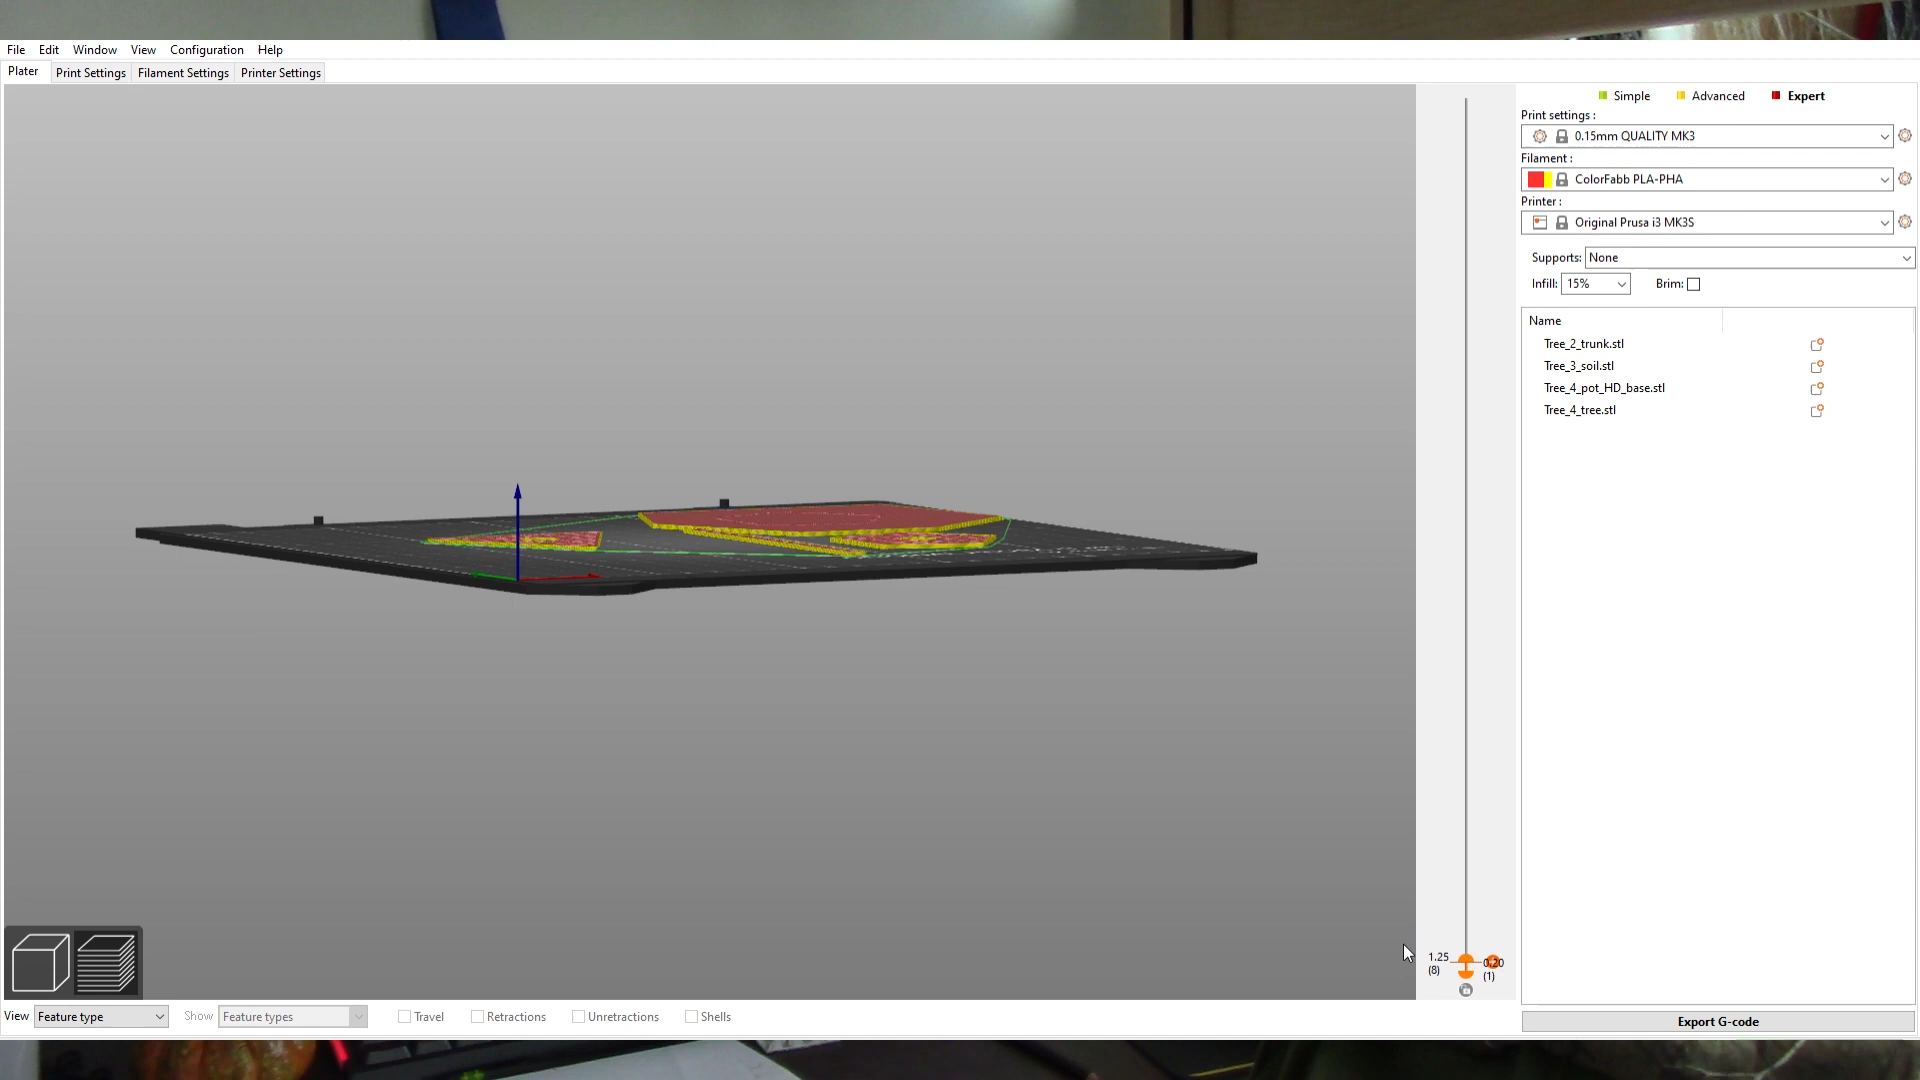 File Edit Window View Configuration Help
Plater Print Settings Filament Settings Printer Settings
Simple Advanced Expert
Print settings :
0.15mm QUALITY MK3
Filament :
ColorFabb PLA-PHA
Printer :
Original Prusa i3 MK3S
Supports: None
Infill: 15% Brim:
Name
Tree_2_trunk.stl
Tree_3_soil.stl
Tree_4_pot_HD_base.stl
Tree_4_tree.stl
1.25
(8)
0.20
(1)
View Feature type Show Feature types Travel Retractions Unretractions Shells
Export G-code